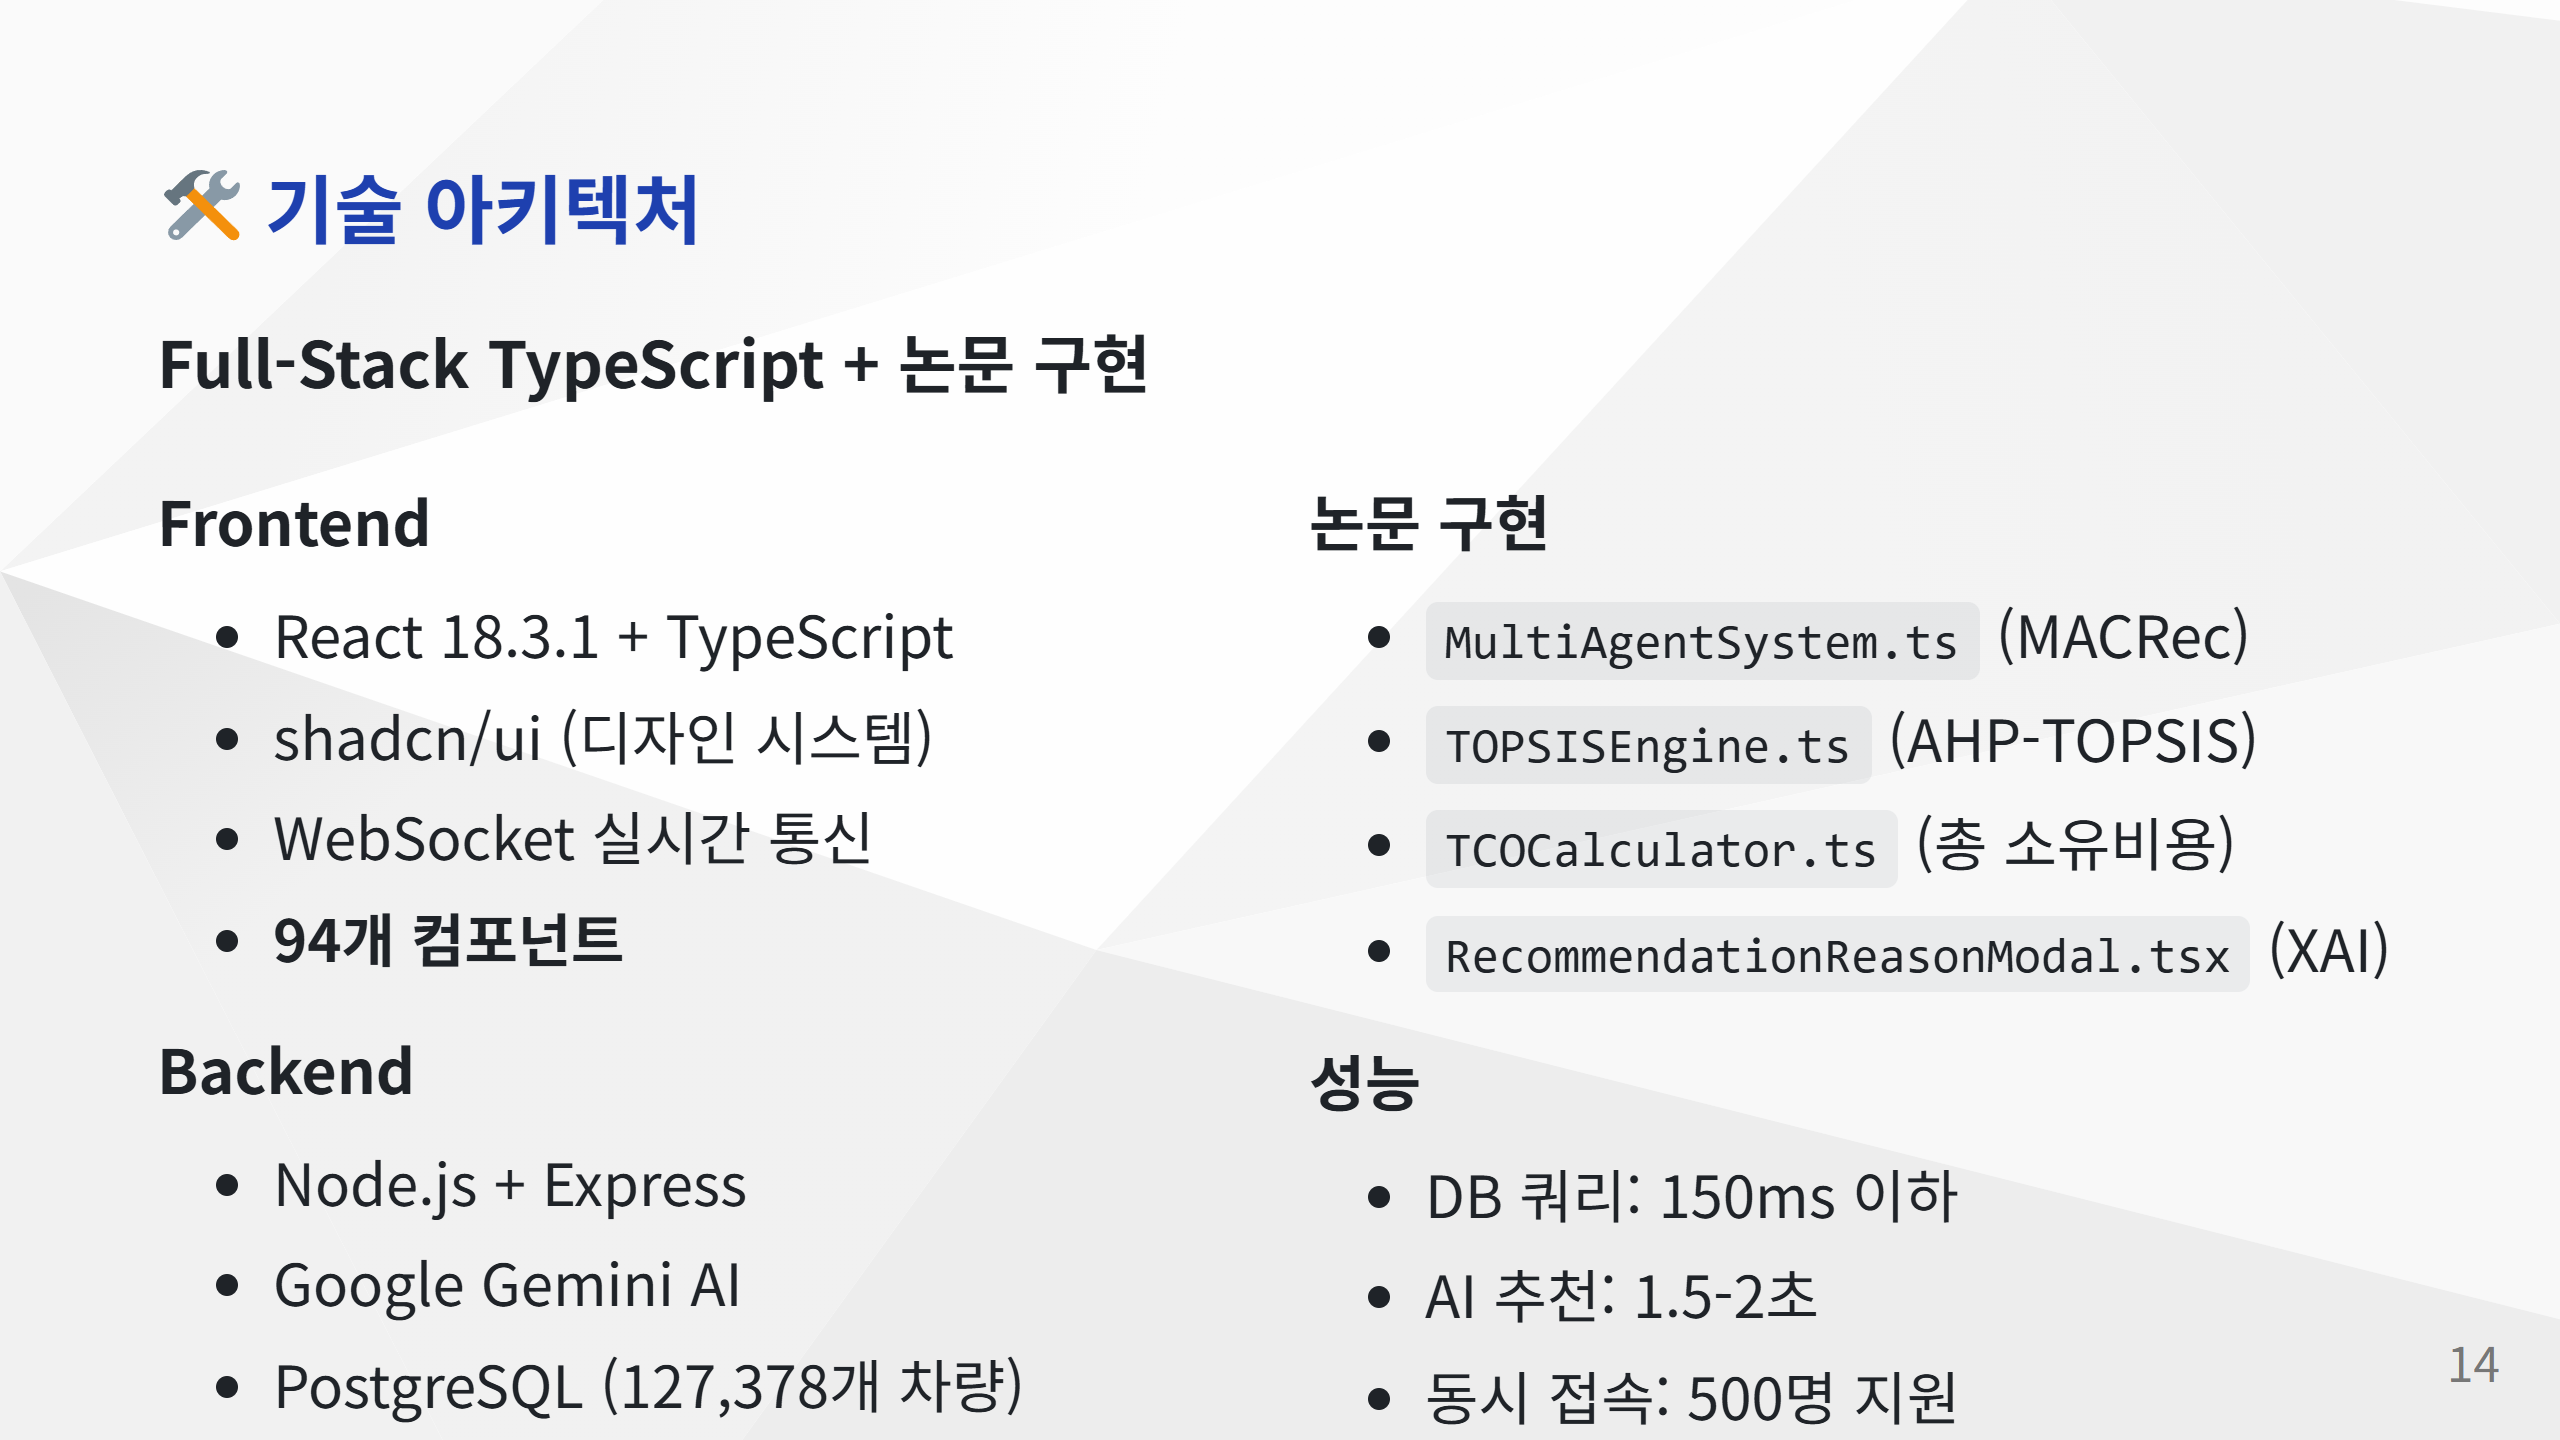 🛠️ 기술 아키텍처
Full-Stack TypeScript + 논문 구현
Frontend
• React 18.3.1 + TypeScript
• shadcn/ui (디자인 시스템)
• WebSocket 실시간 통신
• 94개 컴포넌트
Backend
• Node.js + Express
• Google Gemini AI
• PostgreSQL (127,378개 차량)
논문 구현
• MultiAgentSystem.ts (MACRec)
• TOPSISEngine.ts (AHP-TOPSIS)
• TCOCalculator.ts (총 소유비용)
• RecommendationReasonModal.tsx (XAI)
성능
• DB 쿼리: 150ms 이하
• AI 추천: 1.5-2초
• 동시 접속: 500명 지원
14